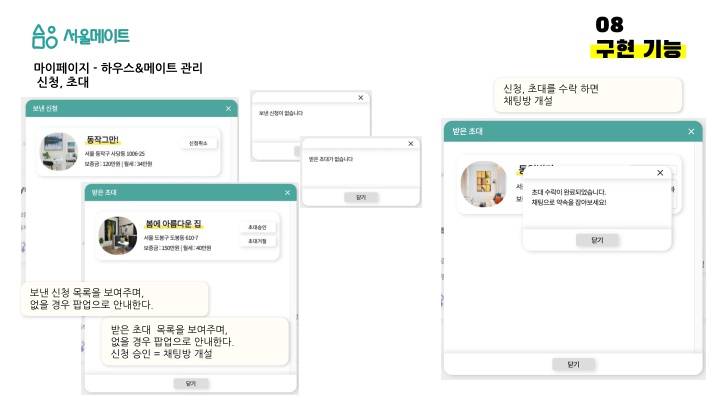 서울메이트
08
구현 기능
마이페이지 - 하우스&메이트 관리
신청, 초대
보낸 신청
동작그만!
서울 동작구 사당동 1006-25
보증금 : 120만원 | 월세 : 34만원
신청취소
보낸 신청이 없습니다
받은 초대가 없습니다
닫기
받은 초대
봄에 아름다운 집
서울 도봉구 도봉동 610-7
보증금 : 150만원 | 월세 : 40만원
초대승인
초대거절
보낸 신청 목록을 보여주며,
없을 경우 팝업으로 안내한다.
받은 초대 목록을 보여주며,
없을 경우 팝업으로 안내한다.
신청 승인 = 채팅방 개설
닫기
신청, 초대를 수락 하면
채팅방 개설
받은 초대
초대 수락이 완료되었습니다.
채팅으로 약속을 잡아보세요!
닫기
닫기